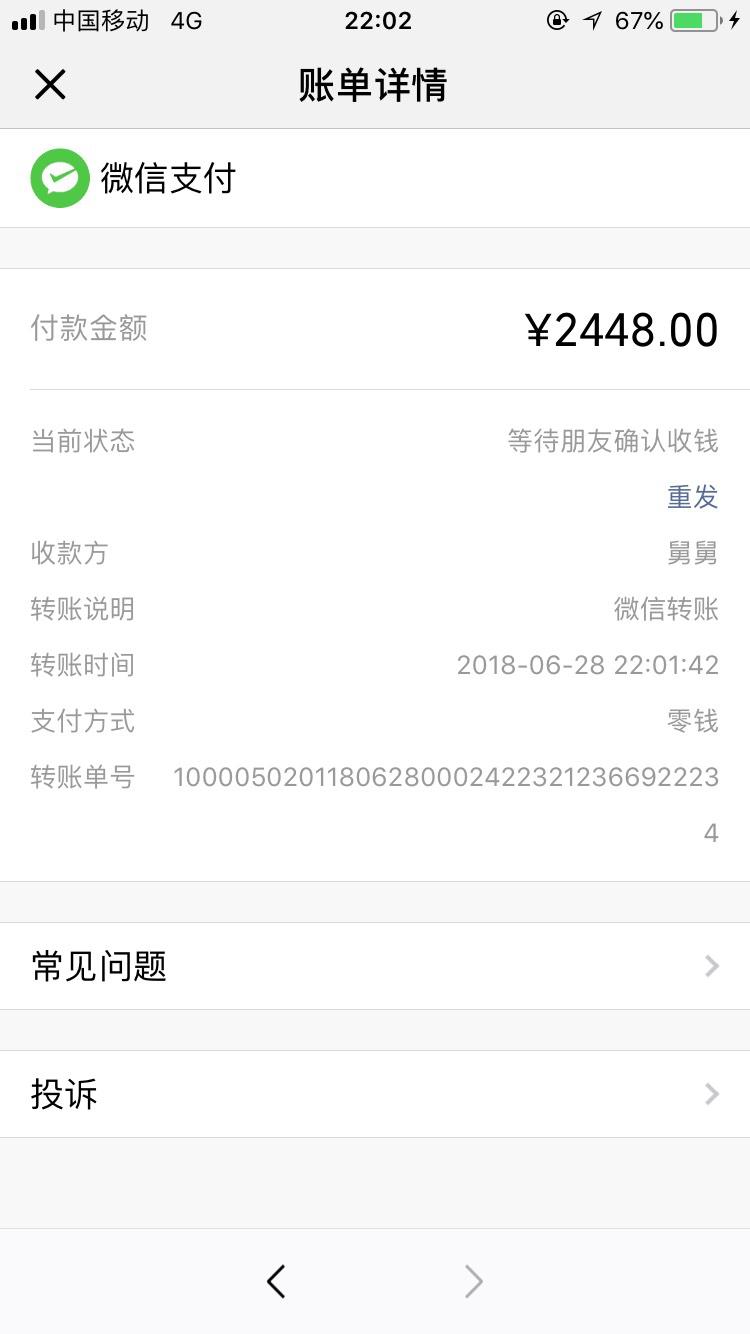 中国移动 4G 22:02 67%
账单详情
微信支付
付款金额 ¥2448.00
当前状态 等待朋友确认收钱
重发
收款方 舅舅
转账说明 微信转账
转账时间 2018-06-28 22:01:42
支付方式 零钱
转账单号 10000502011806280002422321236692223
4
常见问题
投诉